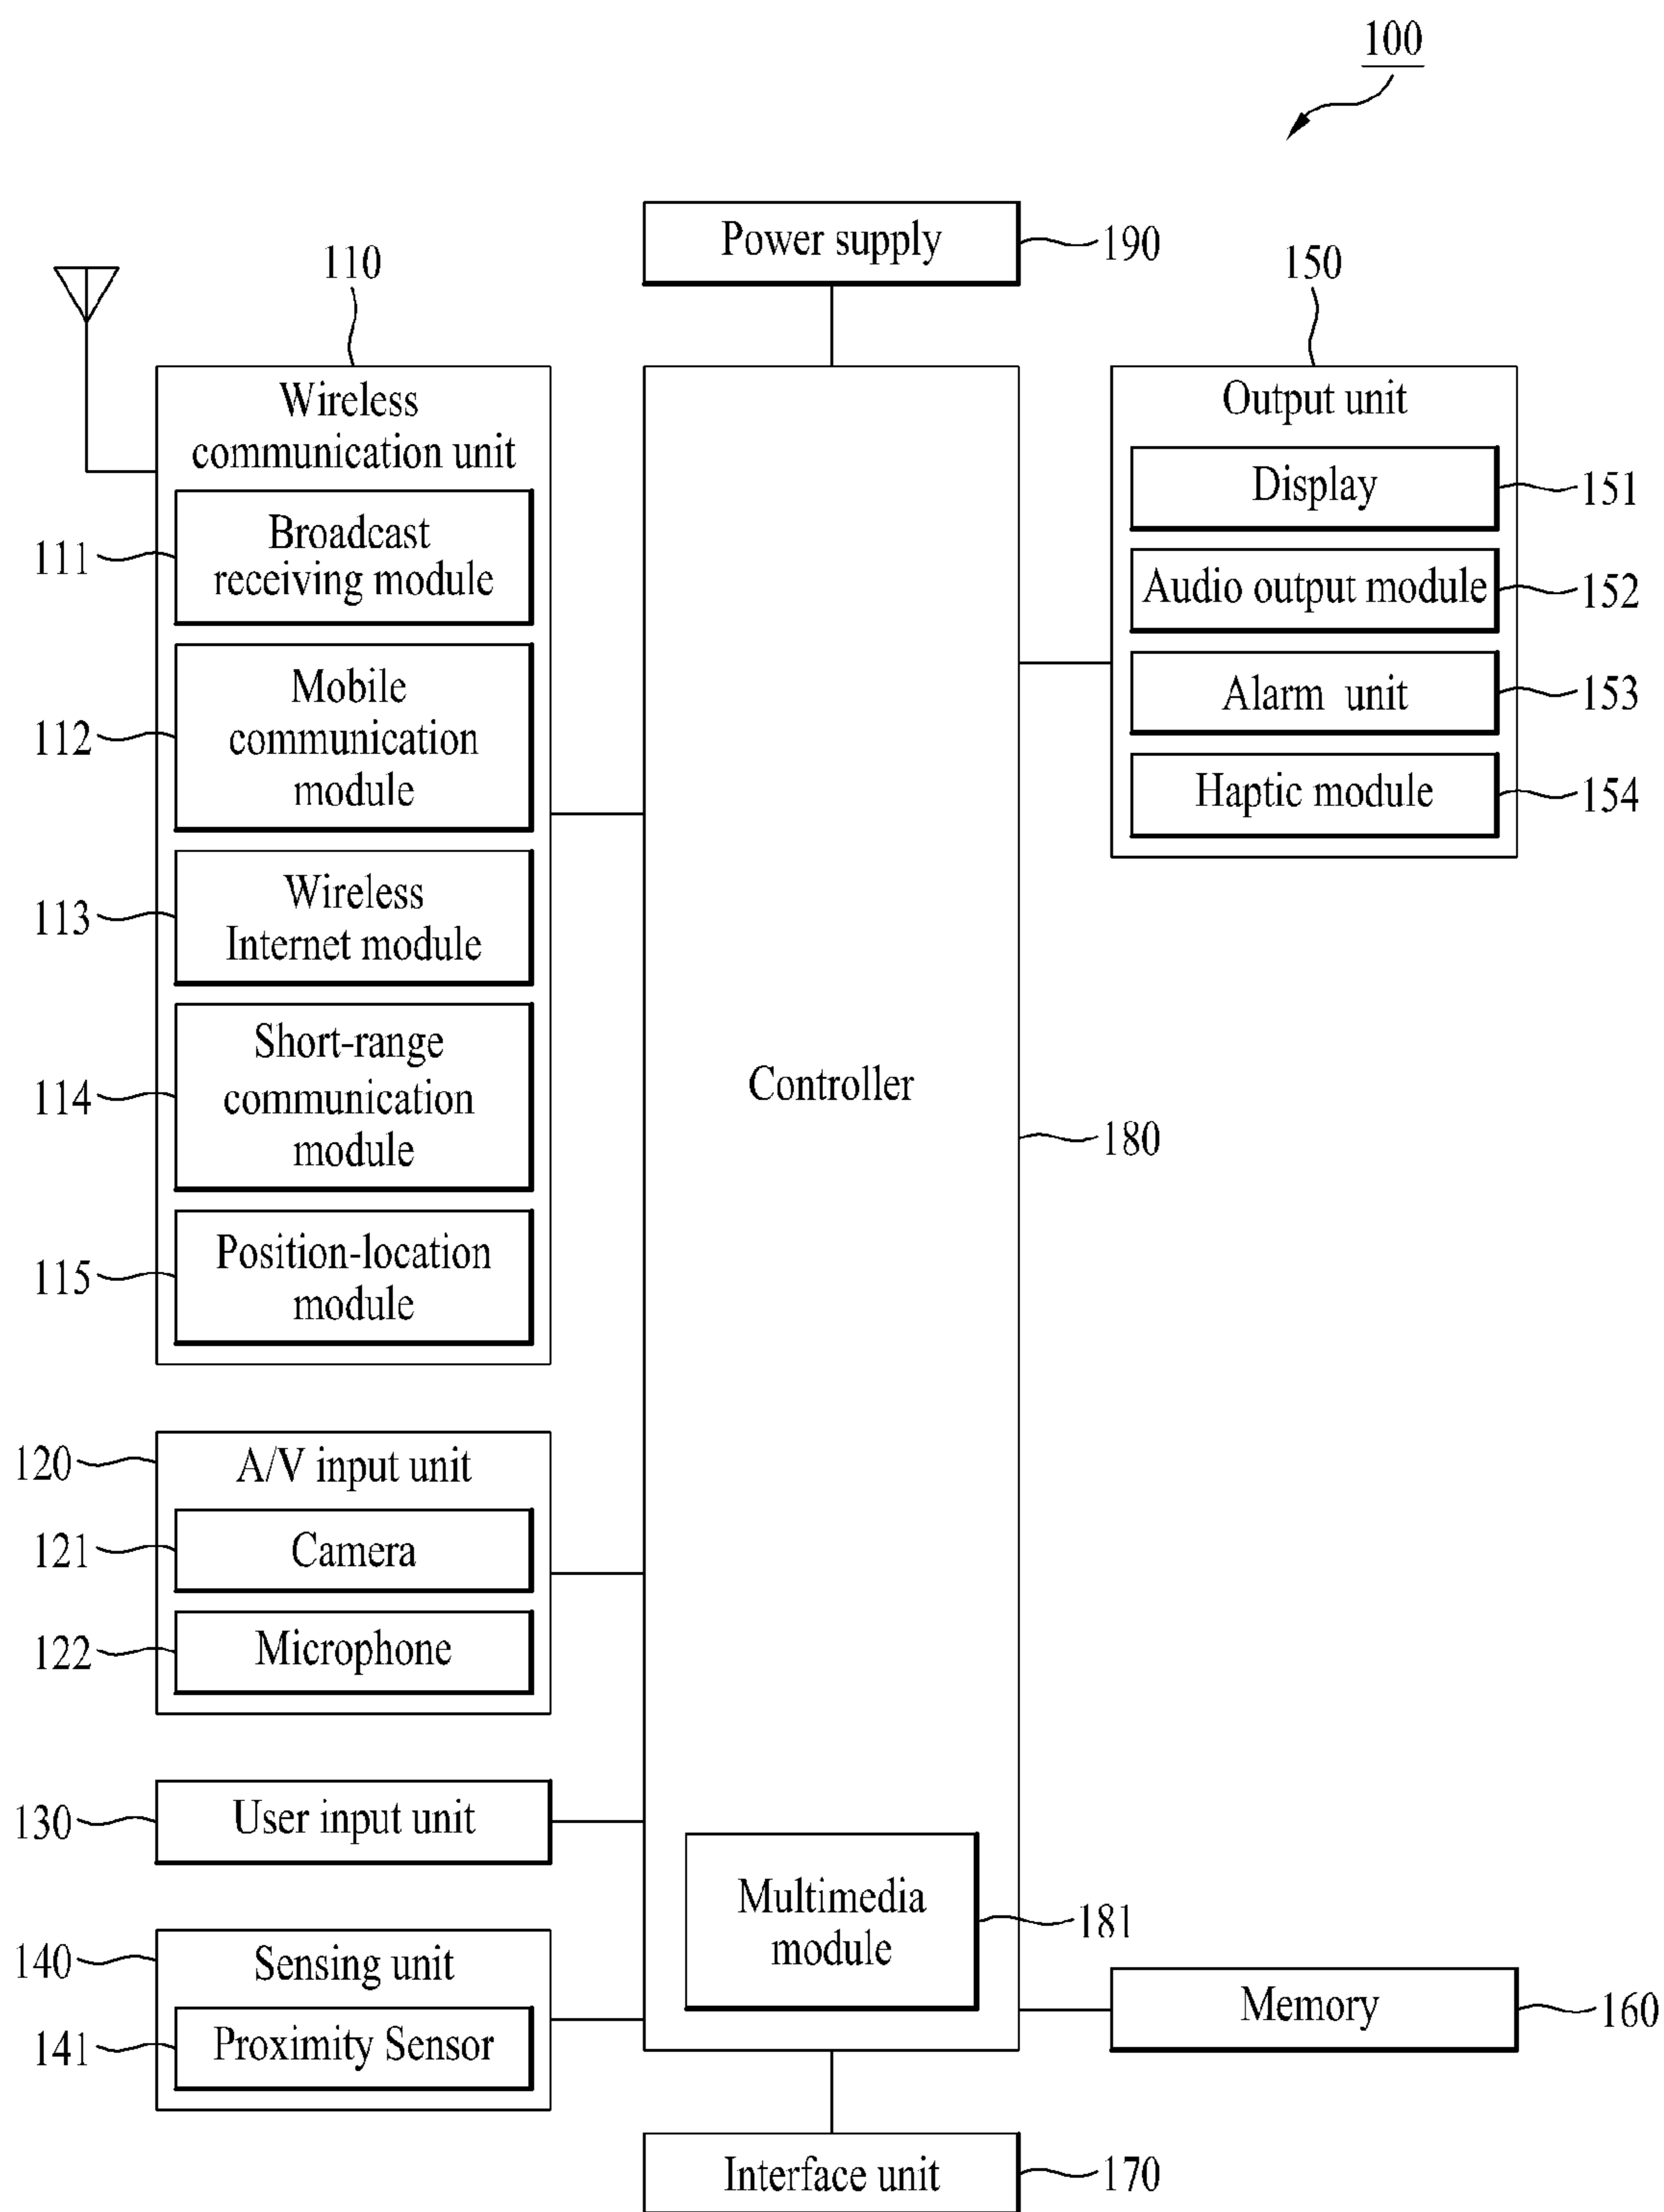 100
Power supply
190
110
Wireless
communication unit
111
Broadcast
receiving module
112
Mobile
communication
module
113
Wireless
Internet module
114
Short-range
communication
module
115
Position-location
module
120
A/V input unit
121
Camera
122
Microphone
130
User input unit
140
Sensing unit
141
Proximity Sensor
Controller
180
Multimedia
module
181
150
Output unit
Display
151
Audio output module
152
Alarm unit
153
Haptic module
154
Memory
160
Interface unit
170